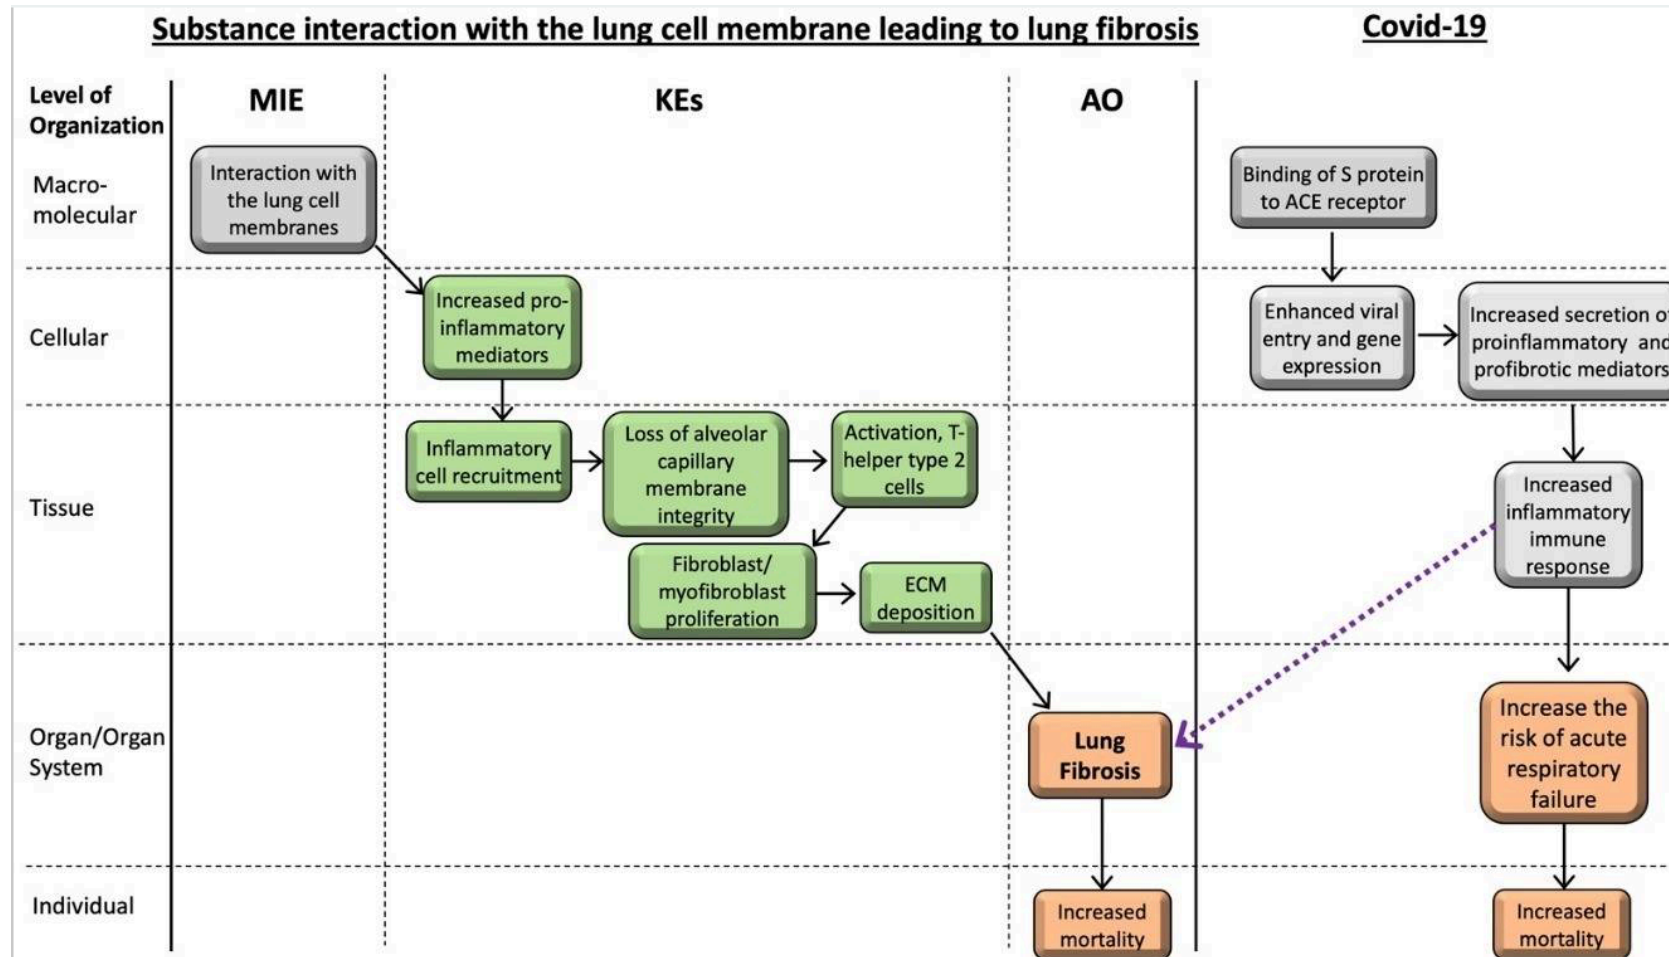 Substance interaction with the lung cell membrane leading to lung fibrosis
Covid-19
Level of
Organization
MIE
KEs
AO
Macro-
molecular
Interaction with
the lung cell
membranes
Binding of S protein
to ACE receptor
Cellular
Increased pro-
inflammatory
mediators
Enhanced viral
entry and gene
expression
Increased secretion of
proinflammatory and
profibrotic mediators
Tissue
Inflammatory
cell recruitment
Loss of alveolar
capillary
membrane
integrity
Activation, T-
helper type 2
cells
Fibroblast/
myofibroblast
proliferation
ECM
deposition
Increased
inflammatory
immune
response
Organ/Organ
System
Lung
Fibrosis
Increase the
risk of acute
respiratory
failure
Individual
Increased
mortality
Increased
mortality